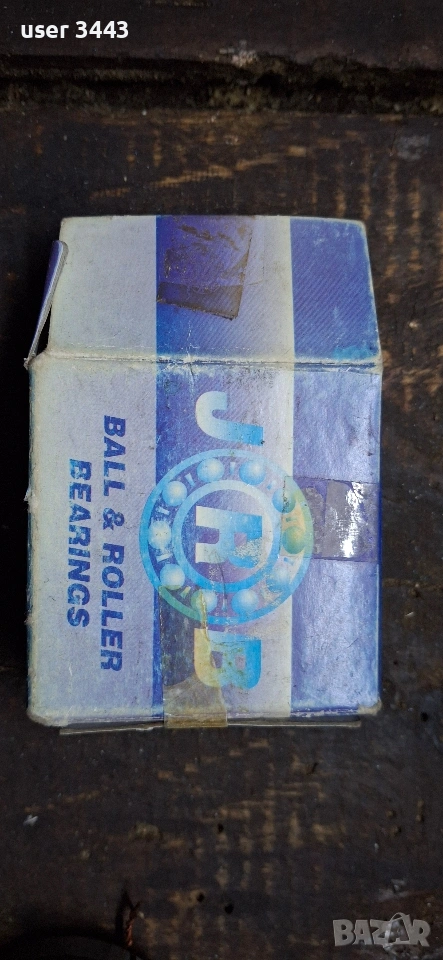 user 3443
JRB
BALL & ROLLER
BEARINGS
BAZAR